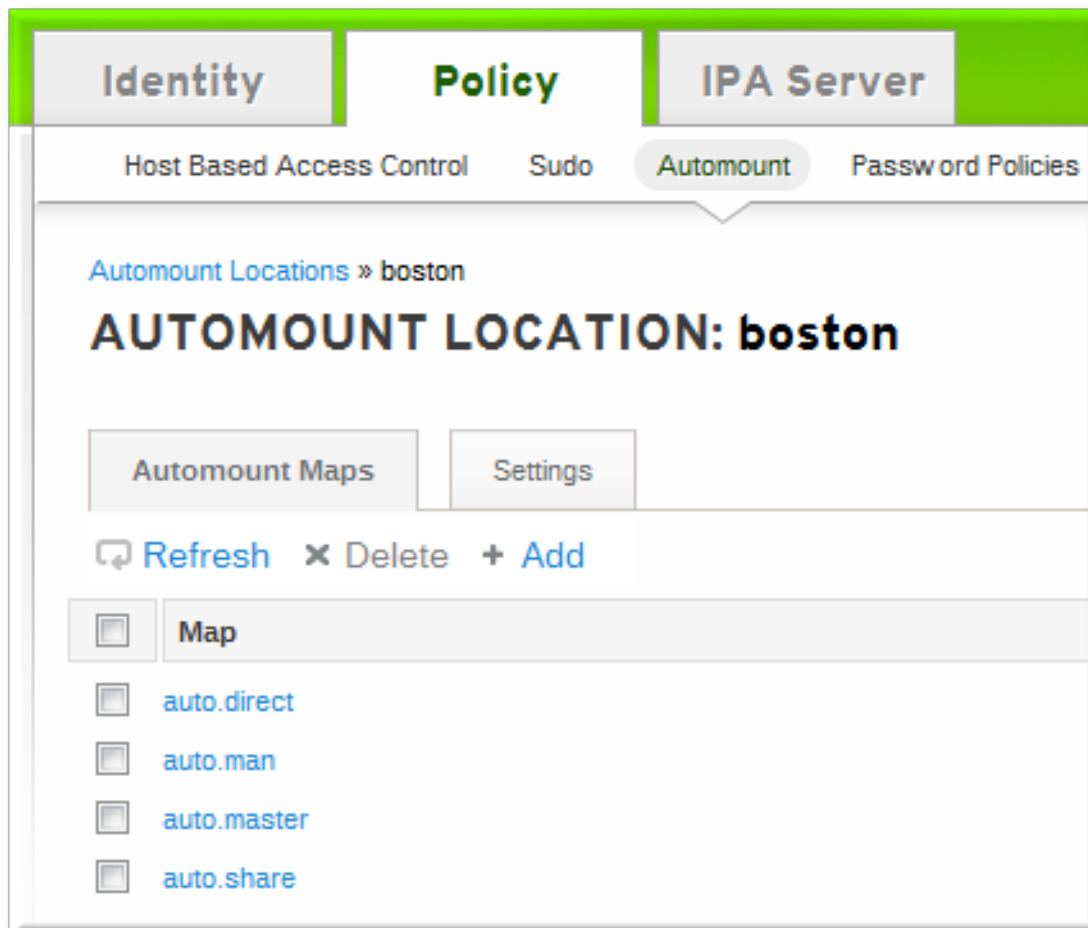 Identity Policy IPA Server
Host Based Access Control Sudo Automount Password Policies
Automount Locations » boston
AUTOMOUNT LOCATION: boston
Automount Maps Settings
Refresh Delete Add
Map
auto.direct
auto.man
auto.master
auto.share